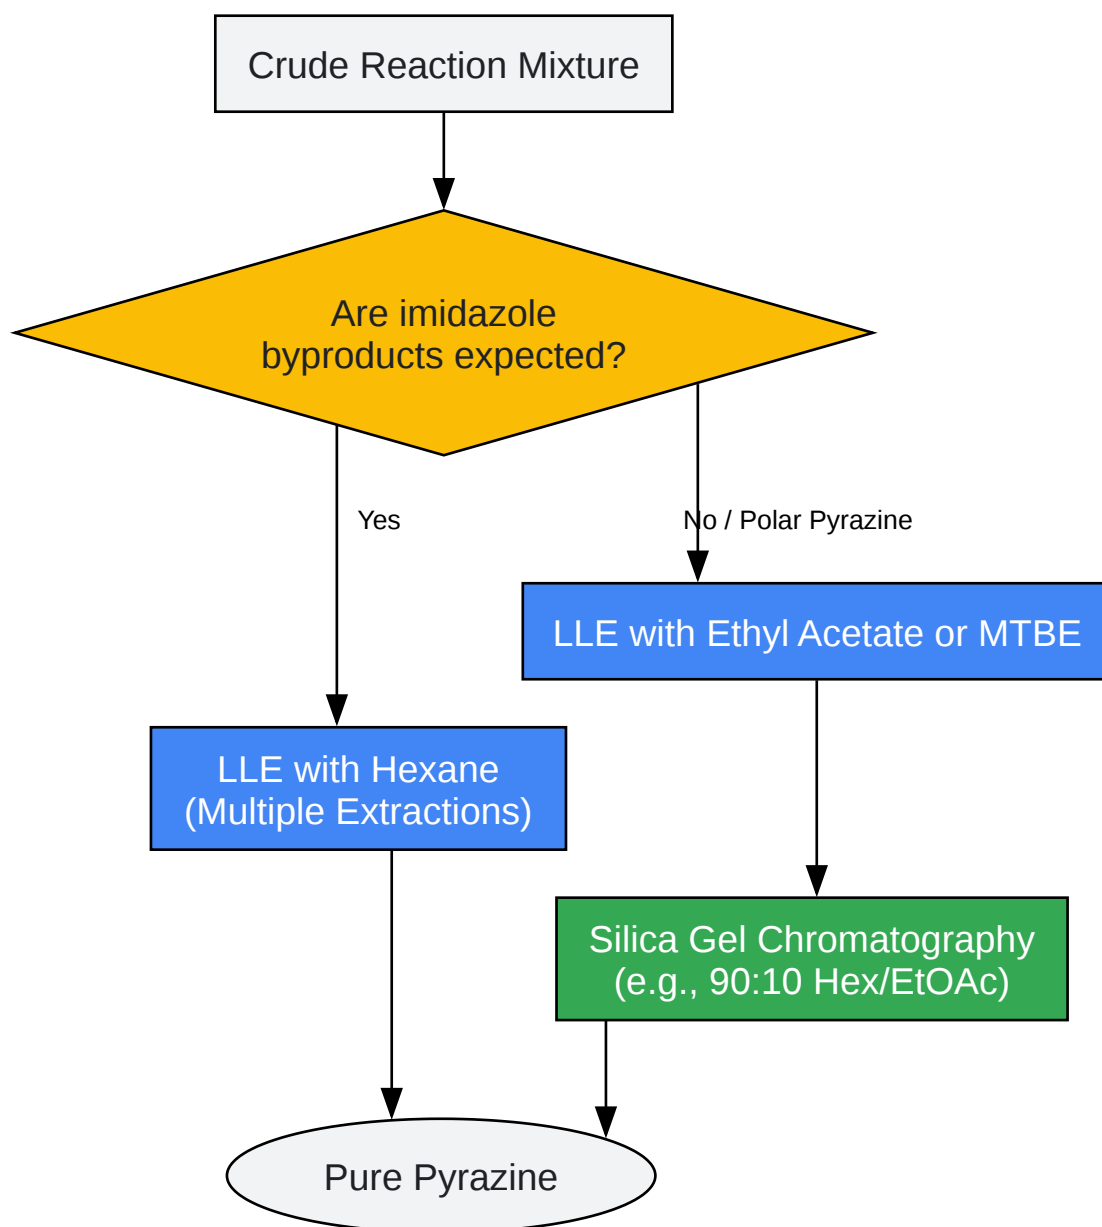 Crude Reaction Mixture
Are imidazole
byproducts expected?
Yes
No / Polar Pyrazine
LLE with Ethyl Acetate or MTBE
LLE with Hexane
(Multiple Extractions)
Silica Gel Chromatography
(e.g., 90:10 Hex/EtOAc)
Pure Pyrazine